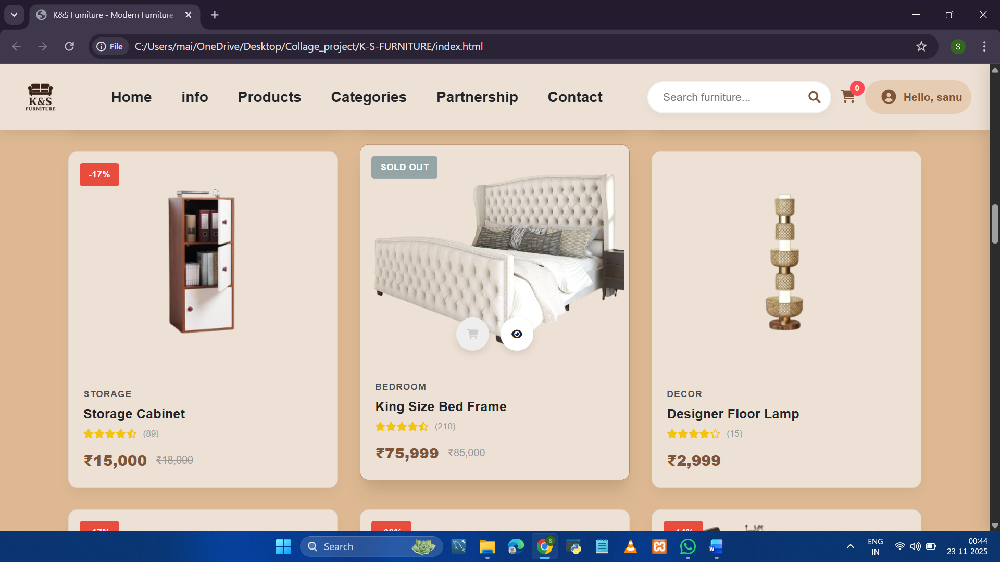 K&S Furniture - Modern Furniture
File
C:/Users/mai/OneDrive/Desktop/Collage_project/K-S-FURNITURE/index.html
S
K&S
FURNITURE
Home
info
Products
Categories
Partnership
Contact
Search furniture...
0
Hello, sanu
-17%
STORAGE
Storage Cabinet
(89)
₹15,000 ₹18,000
SOLD OUT
BEDROOM
King Size Bed Frame
(210)
₹75,999 ₹85,000
DECOR
Designer Floor Lamp
(15)
₹2,999
Search
S
W
ENG
IN
00:44
23-11-2025